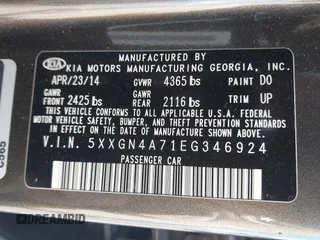 MANUFACTURED BY
KIA KIA MOTORS MANUFACTURING GEORGIA, INC.
APR/23/14 GVWR 4365 lbs PAINT D0
GAWR GAWR
FRONT 2425 lbs REAR 2116 lbs TRIM UP
THIS VEHICLE CONFORMS TO ALL APPLICABLE U.S. FEDERAL
MOTOR VEHICLE SAFETY, BUMPER, AND THEFT PREVENTION
STANDARDS IN EFFECT ON THE DATE OF MANUFACTURE SHOWN ABOVE.
V.I.N. 5XXGN4A71EG346924
PASSENGER CAR
C565
DREAMBID